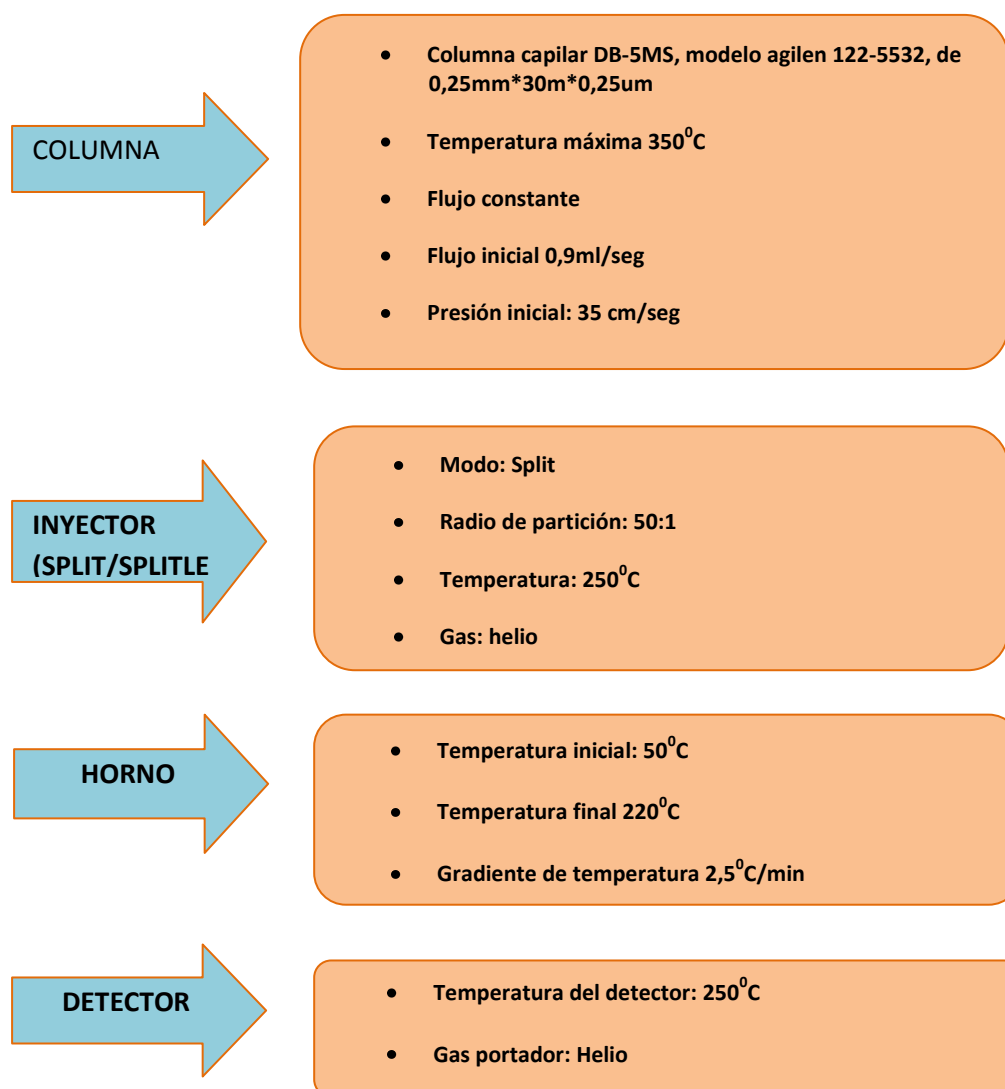 COLUMNA
• Columna capilar DB-5MS, modelo agilen 122-5532, de
0,25mm*30m*0,25um
• Temperatura máxima 350⁰C
• Flujo constante
• Flujo inicial 0,9ml/seg
• Presión inicial: 35 cm/seg
INYECTOR
(SPLIT/SPLITLE
• Modo: Split
• Radio de partición: 50:1
• Temperatura: 250⁰C
• Gas: helio
HORNO
• Temperatura inicial: 50⁰C
• Temperatura final 220⁰C
• Gradiente de temperatura 2,5⁰C/min
DETECTOR
• Temperatura del detector: 250⁰C
• Gas portador: Helio